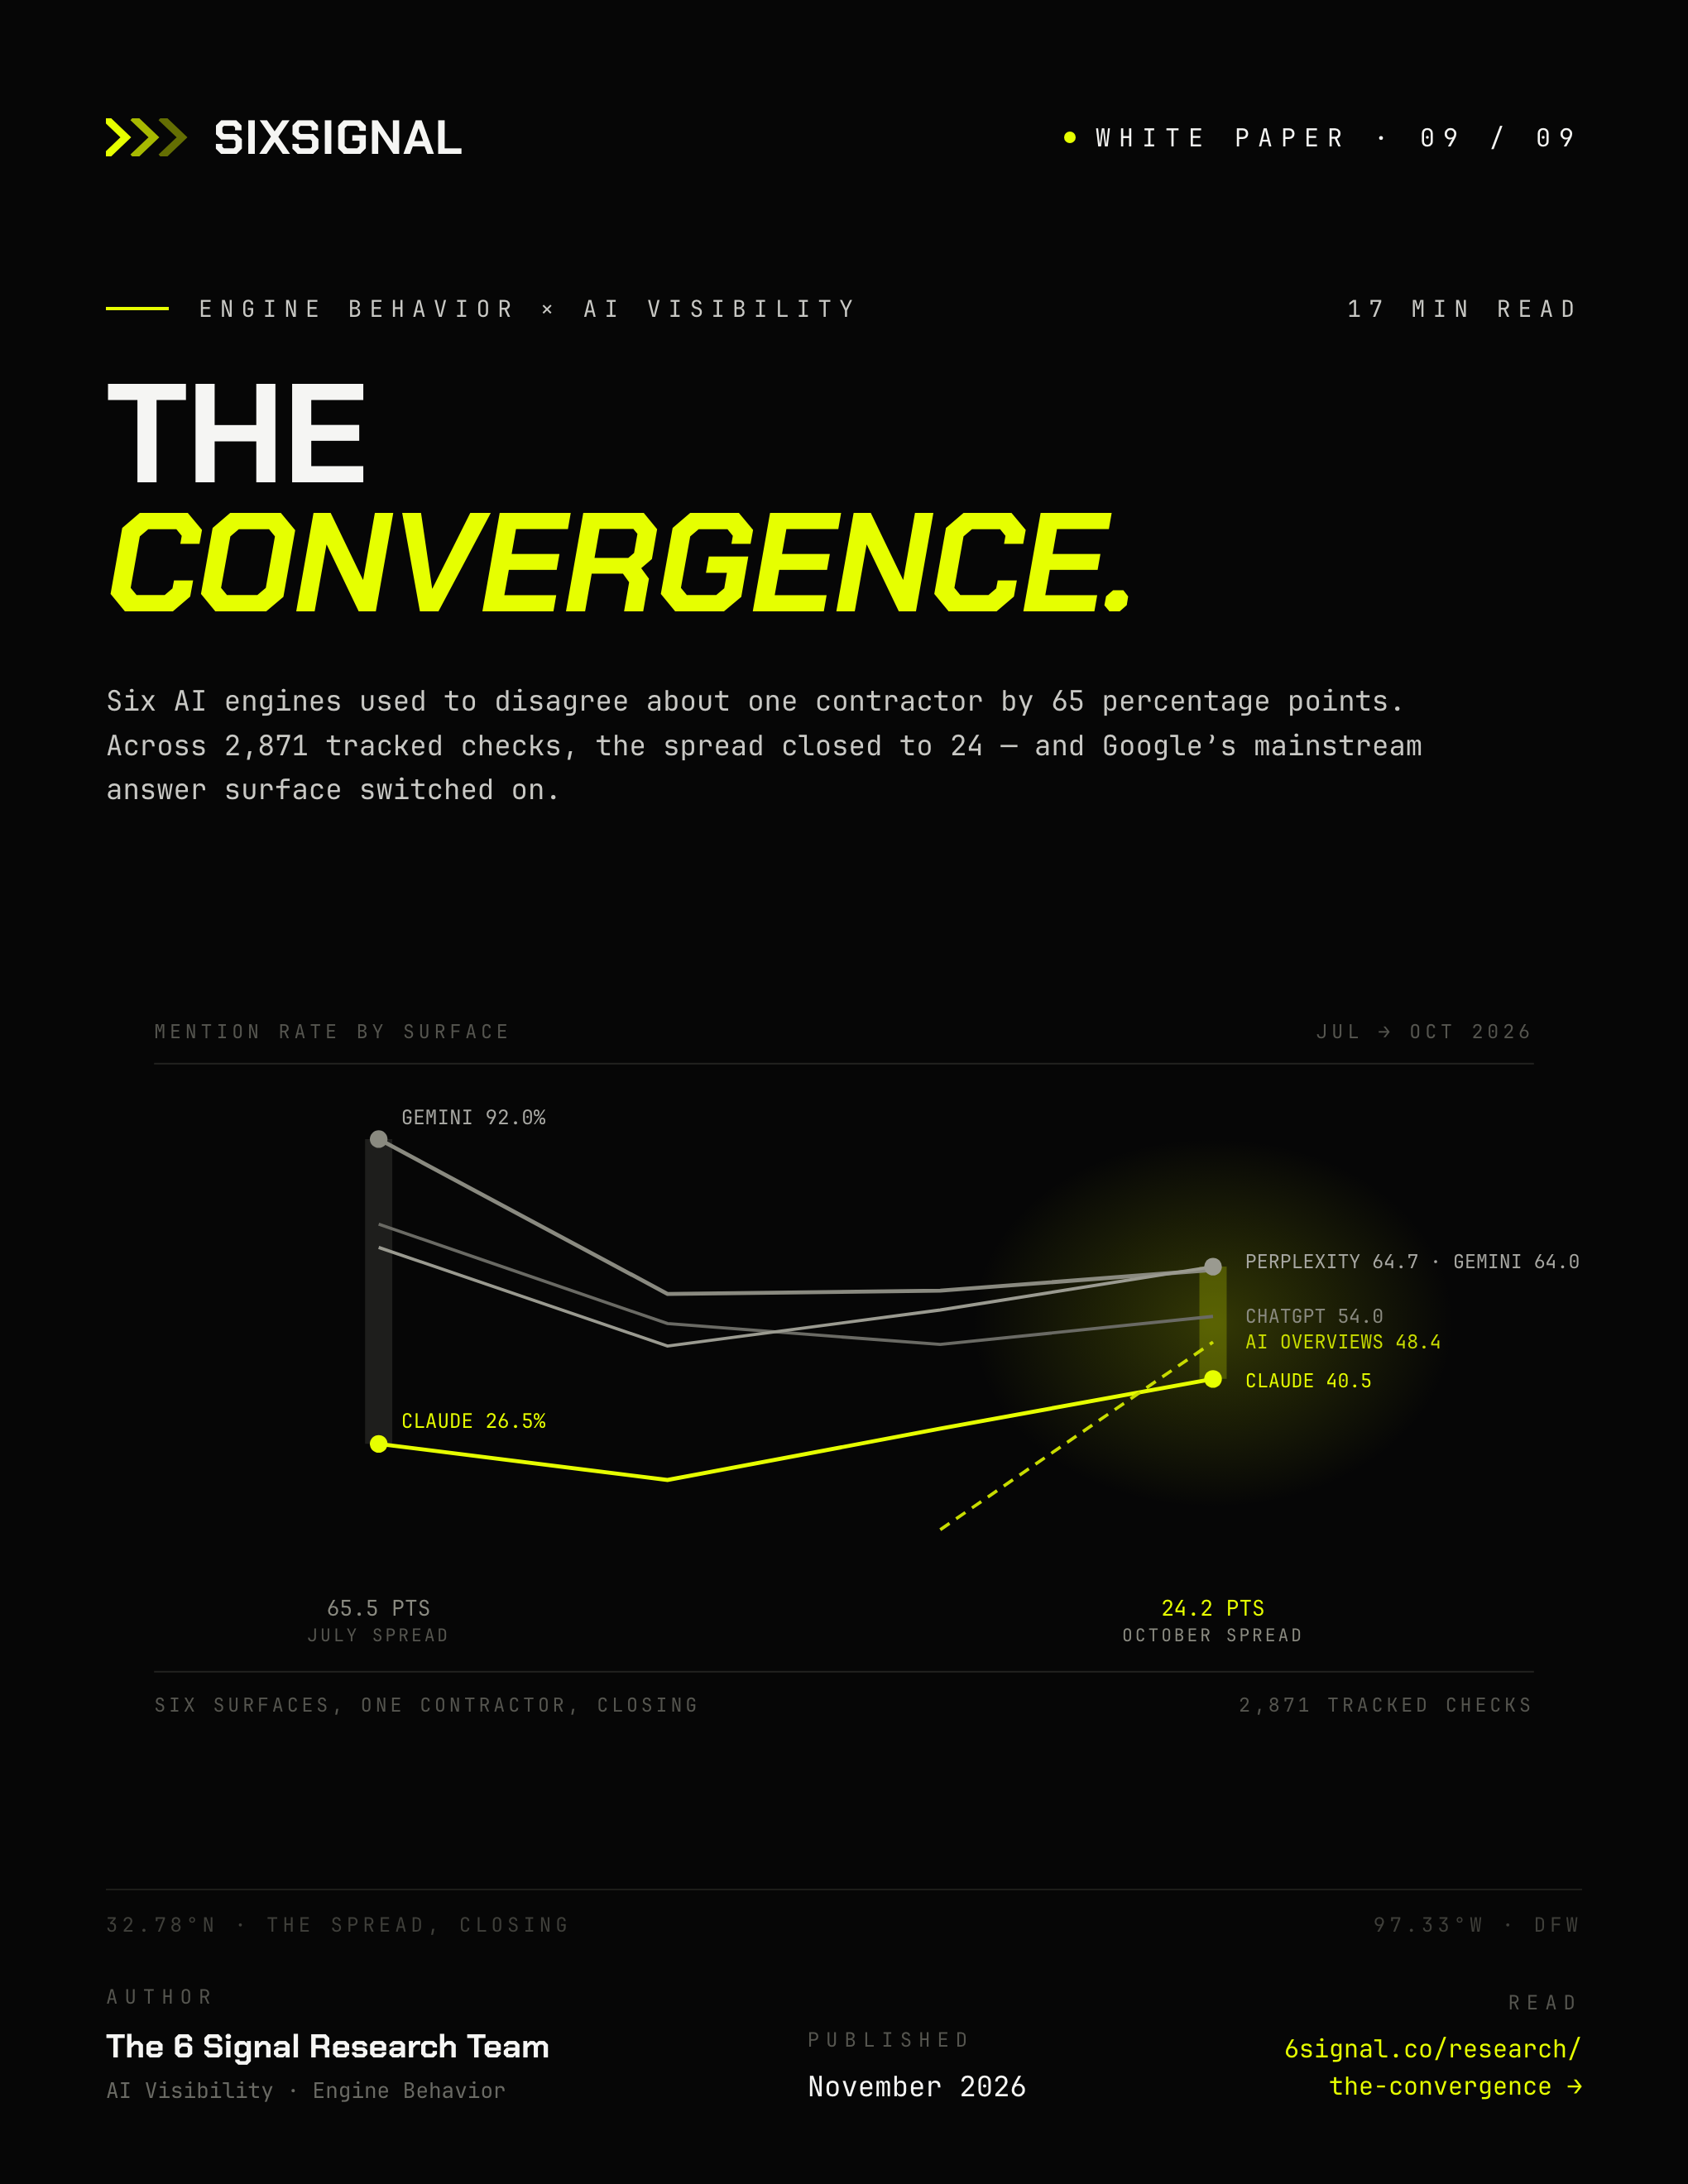 SIXSIGNAL
WHITE PAPER · 09 / 09
ENGINE BEHAVIOR × AI VISIBILITY
17 MIN READ
THE
CONVERGENCE.
Six AI engines used to disagree about one contractor by 65 percentage points.
Across 2,871 tracked checks, the spread closed to 24 — and Google’s mainstream
answer surface switched on.
MENTION RATE BY SURFACE
JUL → OCT 2026
GEMINI 92.0%
PERPLEXITY 64.7 · GEMINI 64.0
CHATGPT 54.0
AI OVERVIEWS 48.4
CLAUDE 40.5
CLAUDE 26.5%
65.5 PTS
JULY SPREAD
24.2 PTS
OCTOBER SPREAD
SIX SURFACES, ONE CONTRACTOR, CLOSING
2,871 TRACKED CHECKS
32.78°N · THE SPREAD, CLOSING
97.33°W · DFW
AUTHOR
The 6 Signal Research Team
AI Visibility · Engine Behavior
PUBLISHED
November 2026
READ
6signal.co/research/
the-convergence →